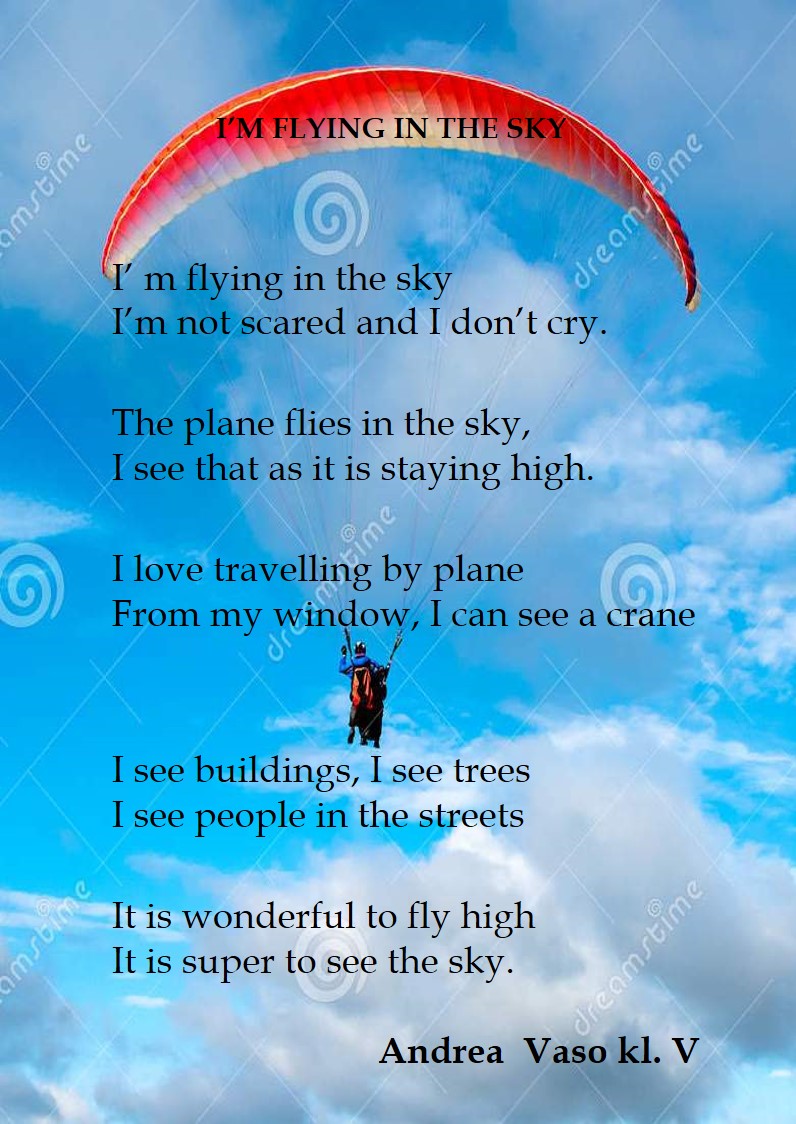 I'M FLYING IN THE SKY
I' m flying in the sky
I'm not scared and I don't cry.
The plane flies in the sky,
I see that as it is staying high.
I love travelling by plane
From my window, I can see a crane
I see buildings, I see trees
I see people in the streets
It is wonderful to fly high
It is super to see the sky.
Andrea  Vaso kl. V
dreamstime
dreamstime
dreamstime
dreamstime
dreamstime